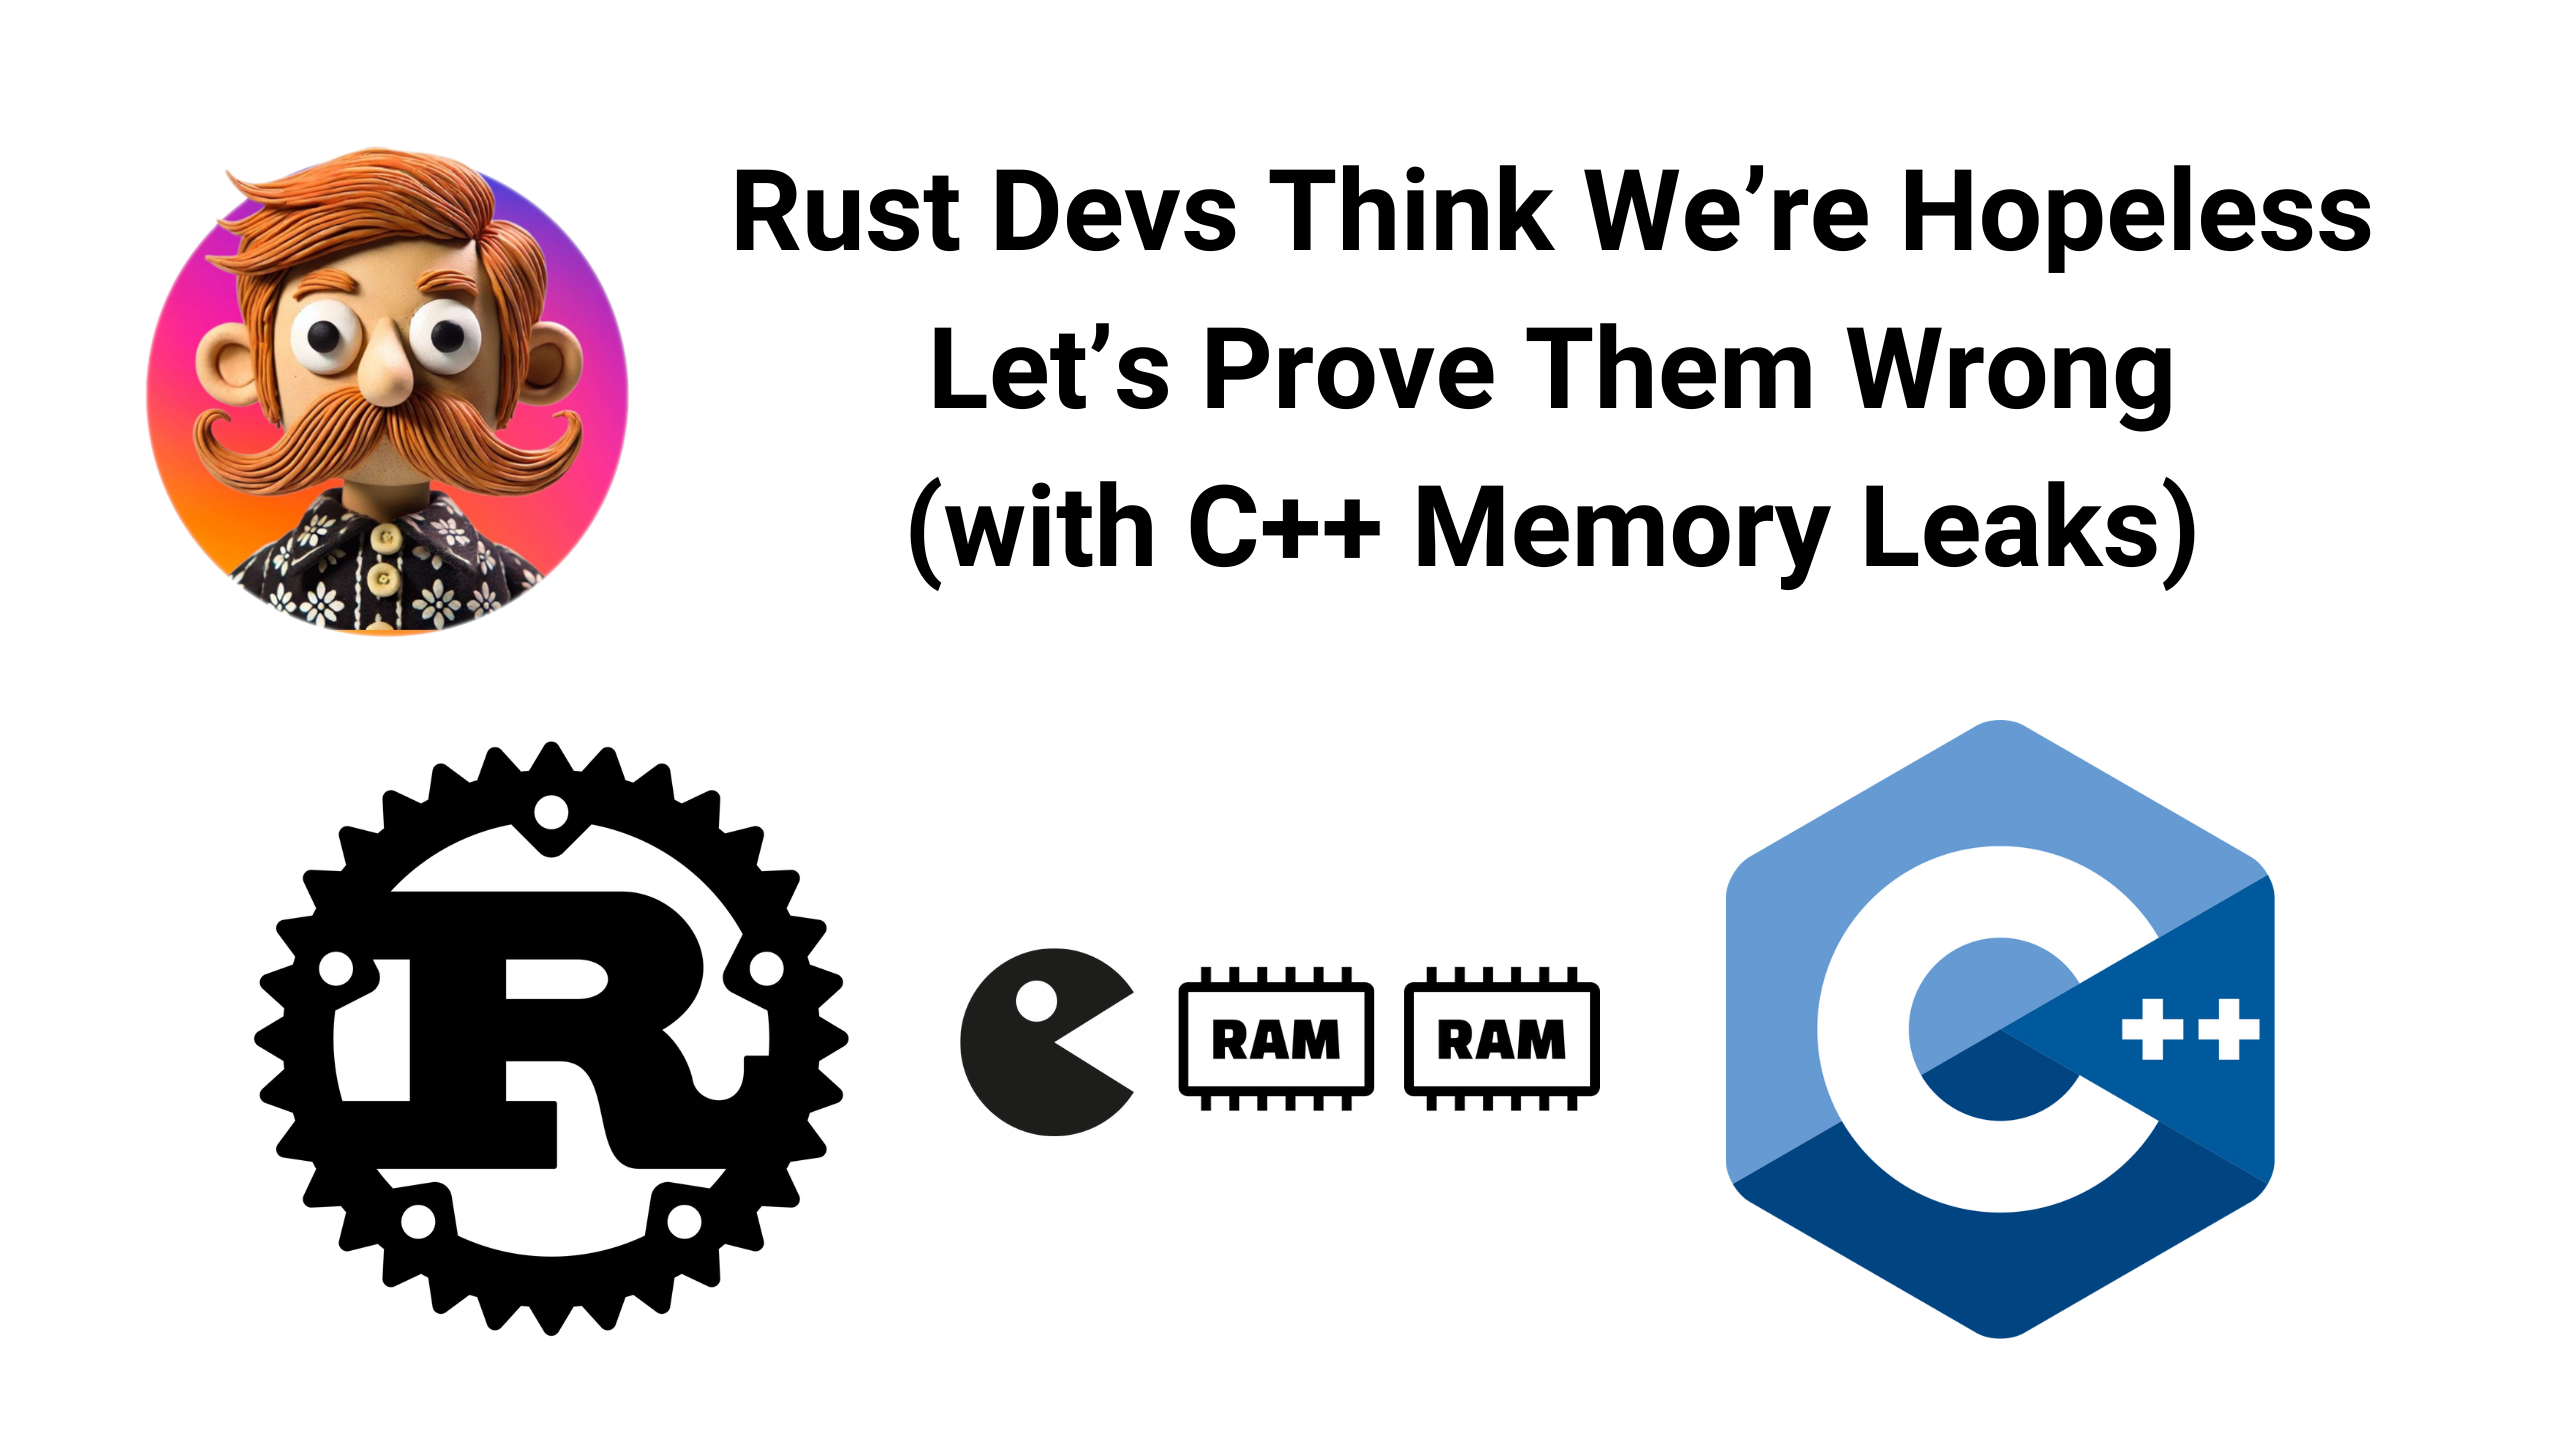 Rust Devs Think We’re Hopeless
Let’s Prove Them Wrong
(with C++ Memory Leaks)
R
RAM RAM
C++